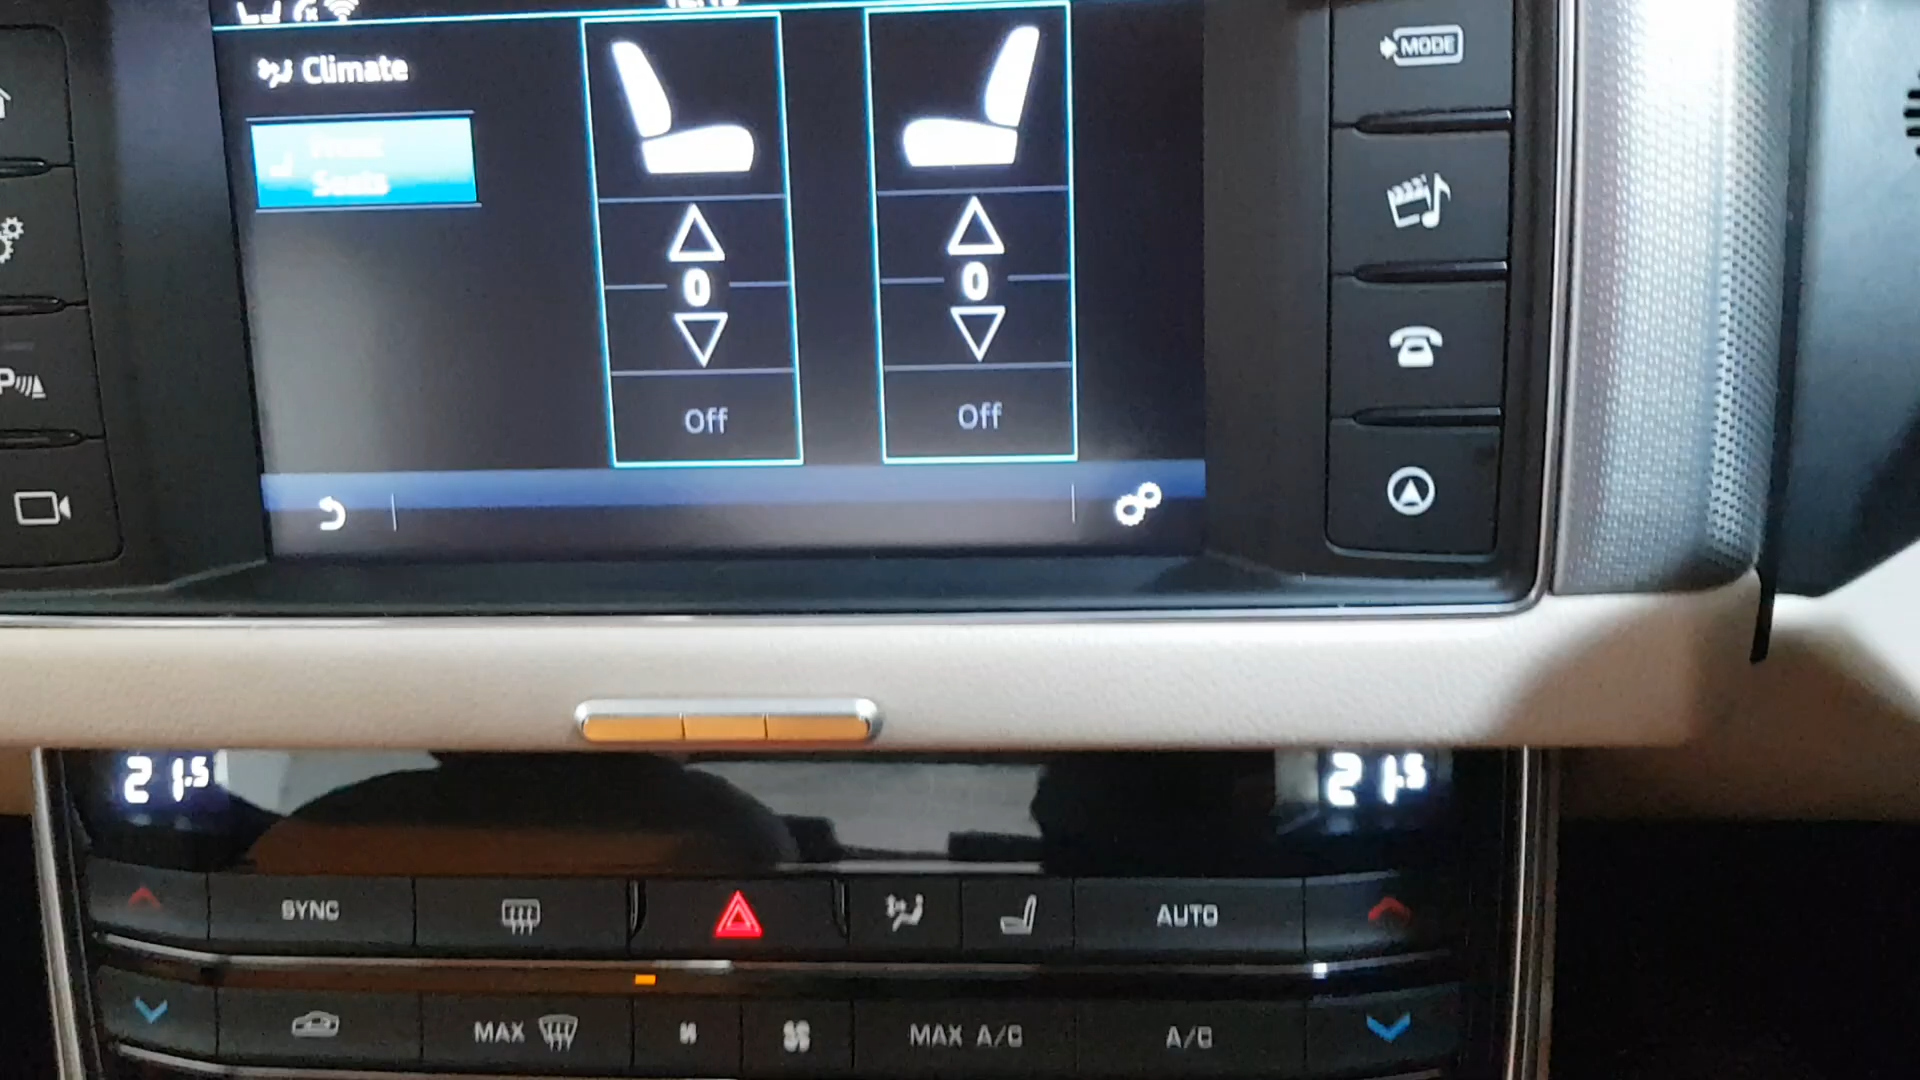 Climate
Seats
0
0
Off
Off
MODE
P
21.5
21.5
SYNC
AUTO
MAX
MAX A/C
A/C